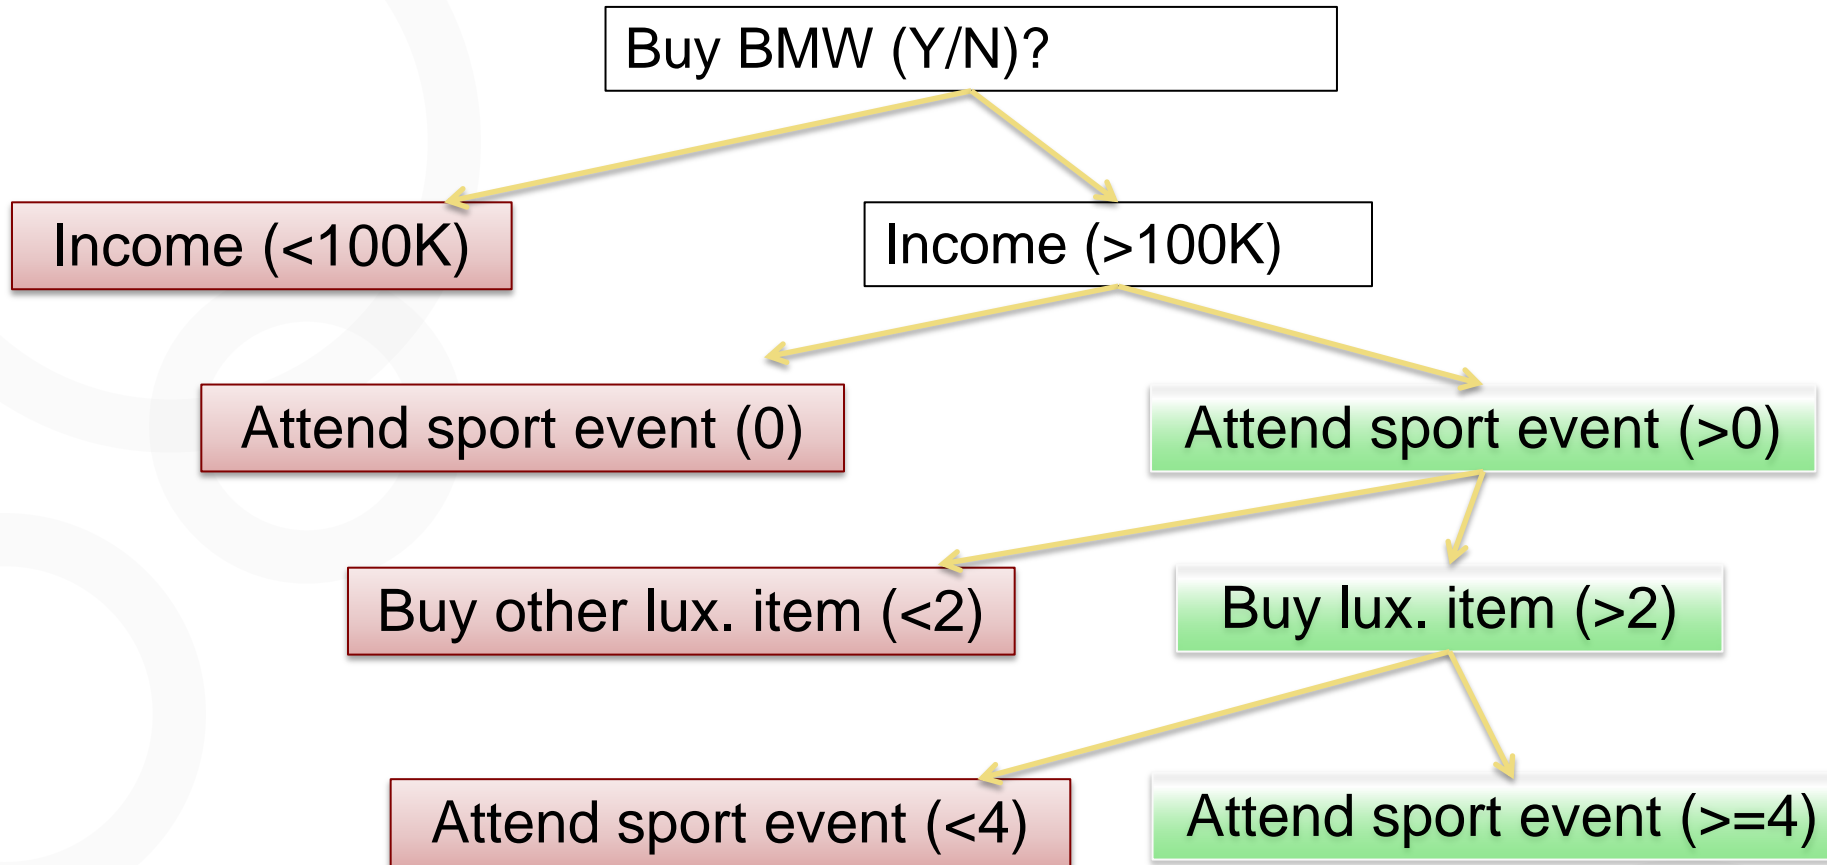 Buy BMW (Y/N)?
Income (<100K)
Income (>100K)
Attend sport event (0)
Attend sport event (>0)
Buy other lux. item (<2)
Buy lux. item (>2)
Attend sport event (<4)
Attend sport event (>=4)